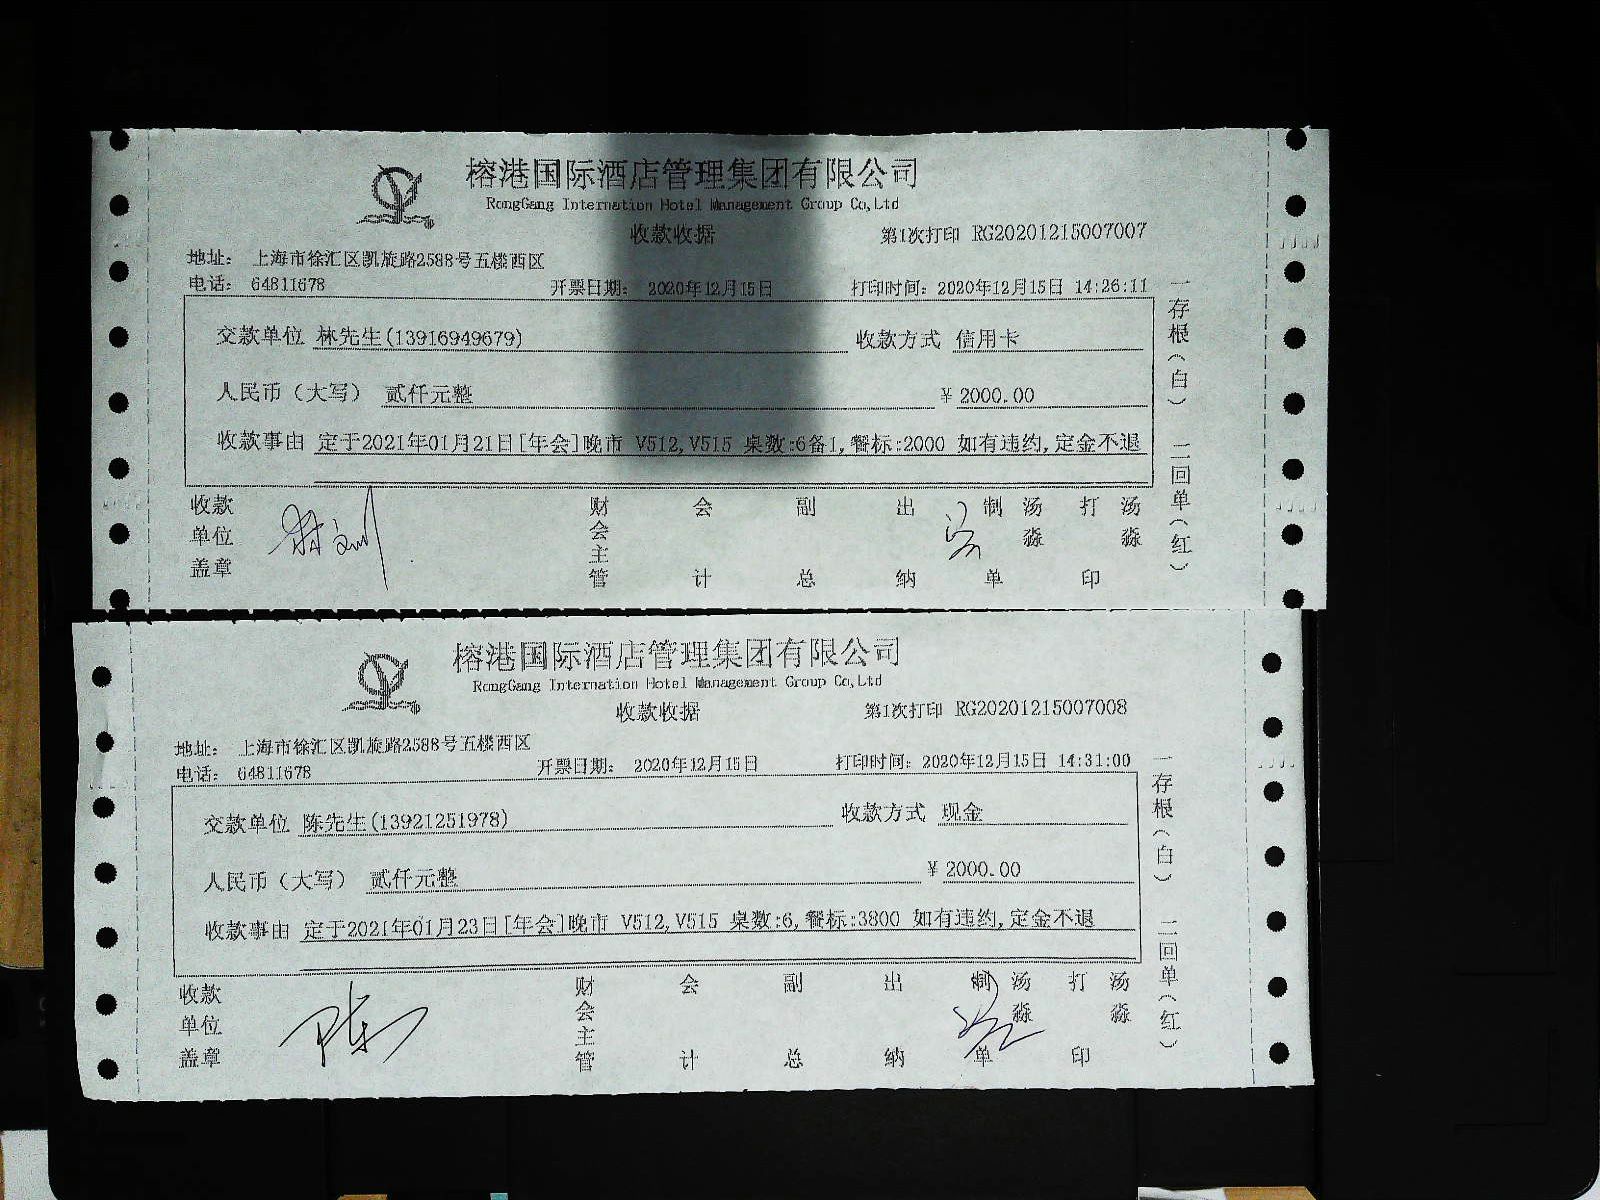 榕港国际酒店管理集团有限公司
RongGang Internation Hotel Management Group Co,Ltd
收款收据 第1次打印 RG20201215007007
地址： 上海市徐汇区凯旋路2588号五楼西区
电话： 64811678 开票日期： 2020年12月15日 打印时间：2020年12月15日 14:26:11
交款单位 林先生(13916949679) 收款方式 信用卡
人民币（大写） 贰仟元整 ¥ 2000.00
收款事由 定于2021年01月21日[年会]晚市 V512,V515 桌数:6备1,餐标:2000 如有违约,定金不退
收款单位盖章 财会主管 会计 副总 出纳 制单 汤淼 打印 汤淼
一存根（白） 二回单（红）
榕港国际酒店管理集团有限公司
RongGang Internation Hotel Management Group Co,Ltd
收款收据 第1次打印 RG20201215007008
地址： 上海市徐汇区凯旋路2588号五楼西区
电话： 64811678 开票日期： 2020年12月15日 打印时间：2020年12月15日 14:31:00
交款单位 陈先生(13921251978) 收款方式 现金
人民币（大写） 贰仟元整 ¥ 2000.00
收款事由 定于2021年01月23日[年会]晚市 V512,V515 桌数:6,餐标:3800 如有违约,定金不退
收款单位盖章 陈 财会主管 会计 副总 出纳 制单 汤淼 打印 汤淼
一存根（白） 二回单（红）